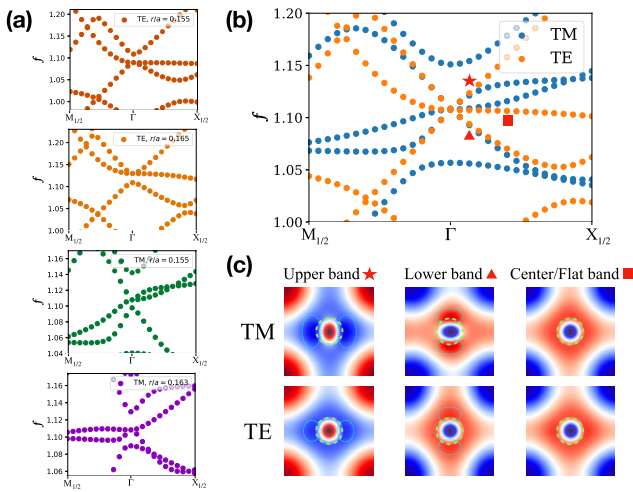 (a)
TE, r/a=0.155
f
1.20
1.15
1.10
1.05
1.00
M1/2
Γ
X1/2
TE, r/a=0.165
f
1.20
1.15
1.10
1.05
1.00
M1/2
Γ
X1/2
TM, r/a=0.155
f
1.16
1.14
1.12
1.10
1.08
1.06
1.04
M1/2
Γ
X1/2
TM, r/a=0.163
f
1.16
1.14
1.12
1.10
1.08
1.06
M1/2
Γ
X1/2
(b)
TM
TE
f
1.20
1.15
1.10
1.05
1.00
M1/2
Γ
X1/2
(c)
Upper band
Lower band
Center/Flat band
TM
TE